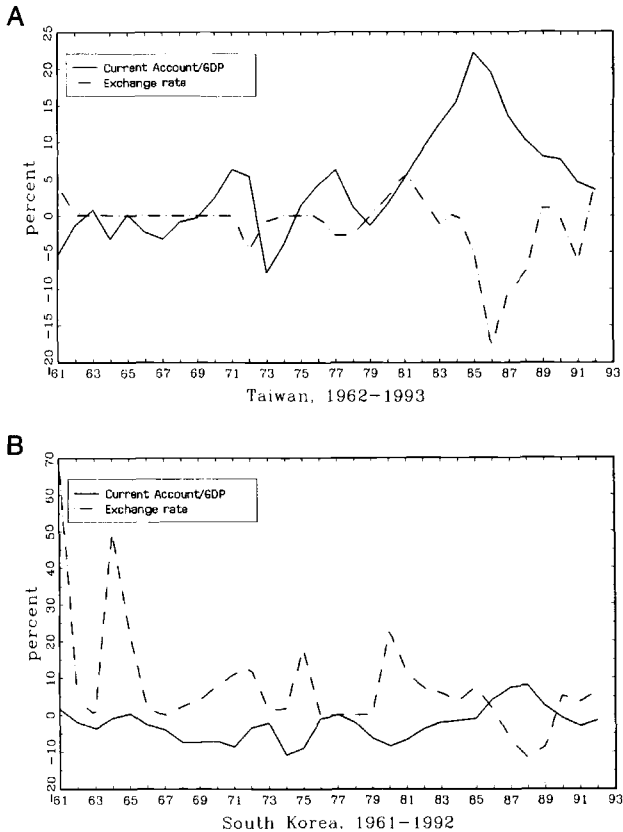 A
25
20
15
10
5
0
-5
-10
-15
-20
percent
Current Account/GDP
Exchange rate
61 63 65 67 69 71 73 75 77 79 81 83 85 87 89 91 93
Taiwan, 1962-1993
B
70
60
50
40
30
20
10
0
-10
-20
percent
Current Account/GDP
Exchange rate
61 63 65 67 69 71 73 75 77 79 81 83 85 87 89 91 93
South Korea, 1961-1992